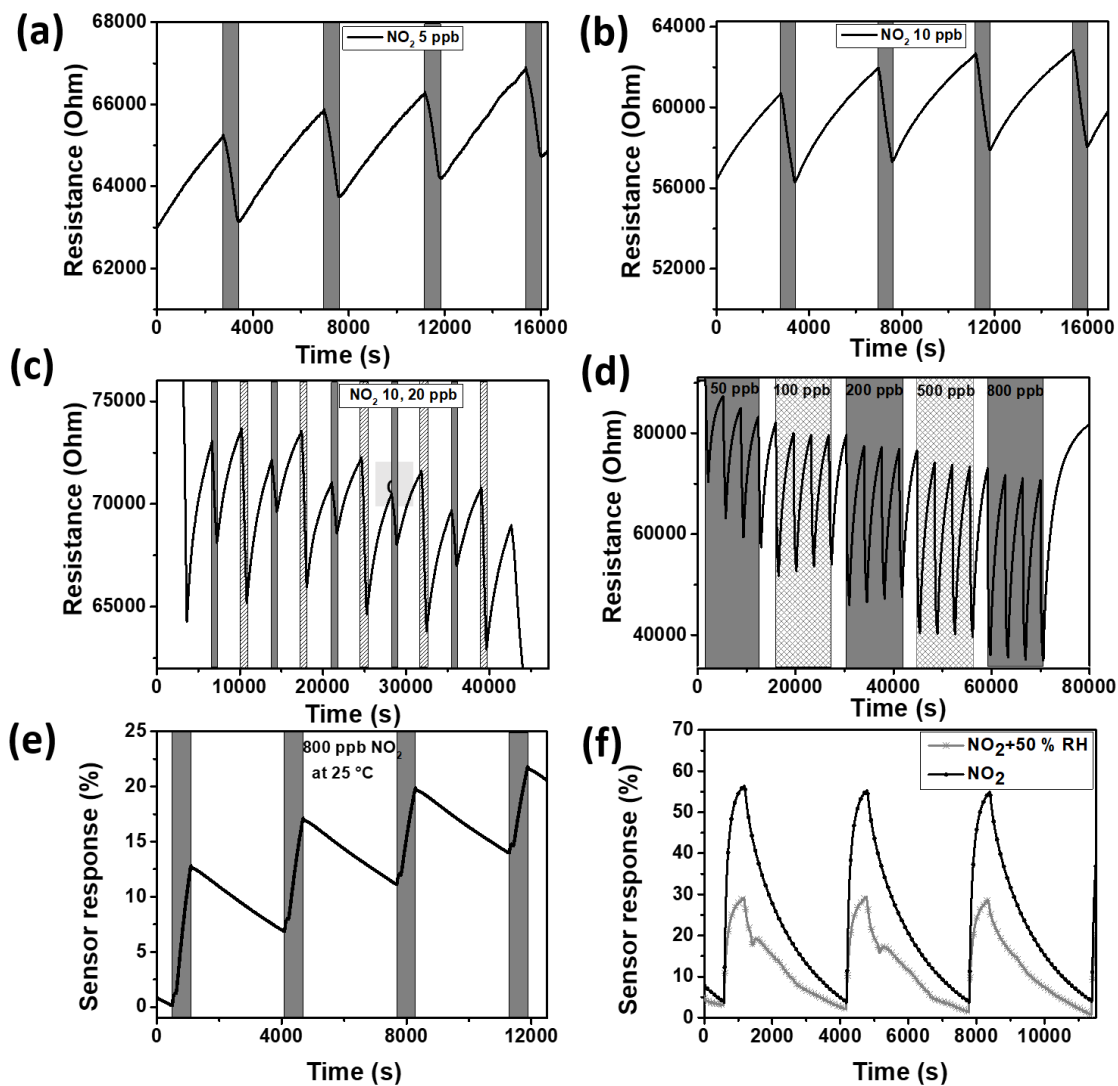 (a)
NO2 5 ppb
68000
66000
64000
62000
Resistance (Ohm)
0 4000 8000 12000 16000
Time (s)
(b)
NO2 10 ppb
64000
60000
56000
52000
Resistance (Ohm)
0 4000 8000 12000 16000
Time (s)
(c)
NO2 10, 20 ppb
75000
70000
65000
Resistance (Ohm)
0 10000 20000 30000 40000
Time (s)
(d)
50 ppb 100 ppb 200 ppb 500 ppb 800 ppb
80000
60000
40000
Resistance (Ohm)
0 20000 40000 60000 80000
Time (s)
(e)
800 ppb NO2
at 25 °C
25
20
15
10
5
0
Sensor response (%)
0 4000 8000 12000
Time (s)
(f)
NO2+50 % RH
NO2
70
60
50
40
30
20
10
0
Sensor response (%)
0 2000 4000 6000 8000 10000
Time (s)